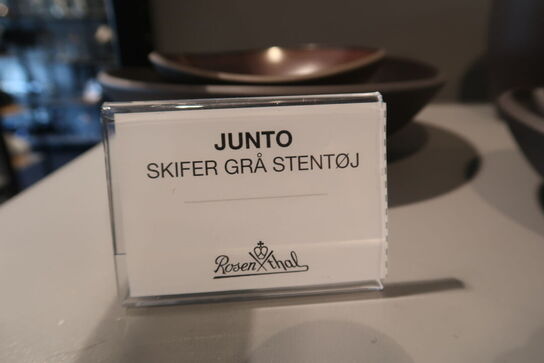 JUNTO
SKIFER GRÅ STENTØJ
Rosenthal